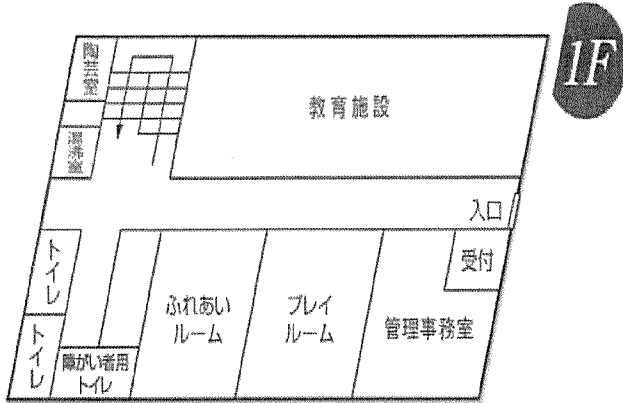 1F
陶芸室
教育施設
湯沸室
入口
受付
トイレ
ふれあい
ルーム
プレイ
ルーム
管理事務室
トイレ
障がい者用
トイレ